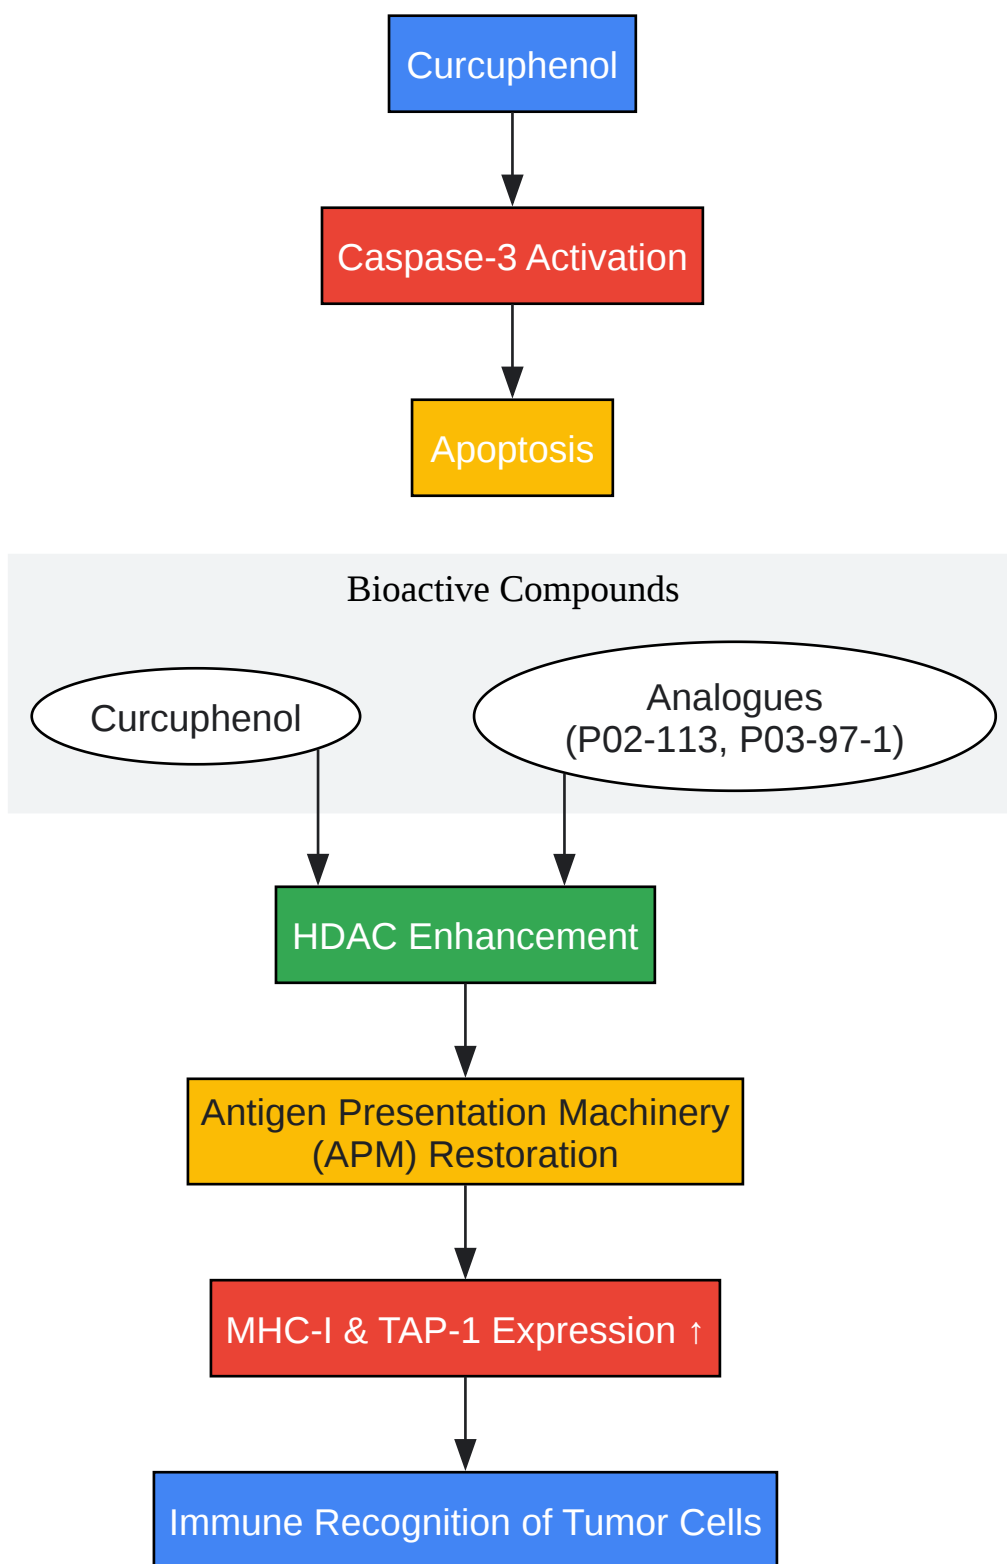 Curcuphenol
Caspase-3 Activation
Apoptosis
Bioactive Compounds
Curcuphenol
Analogues
(P02-113, P03-97-1)
HDAC Enhancement
Antigen Presentation Machinery
(APM) Restoration
MHC-I & TAP-1 Expression ↑
Immune Recognition of Tumor Cells